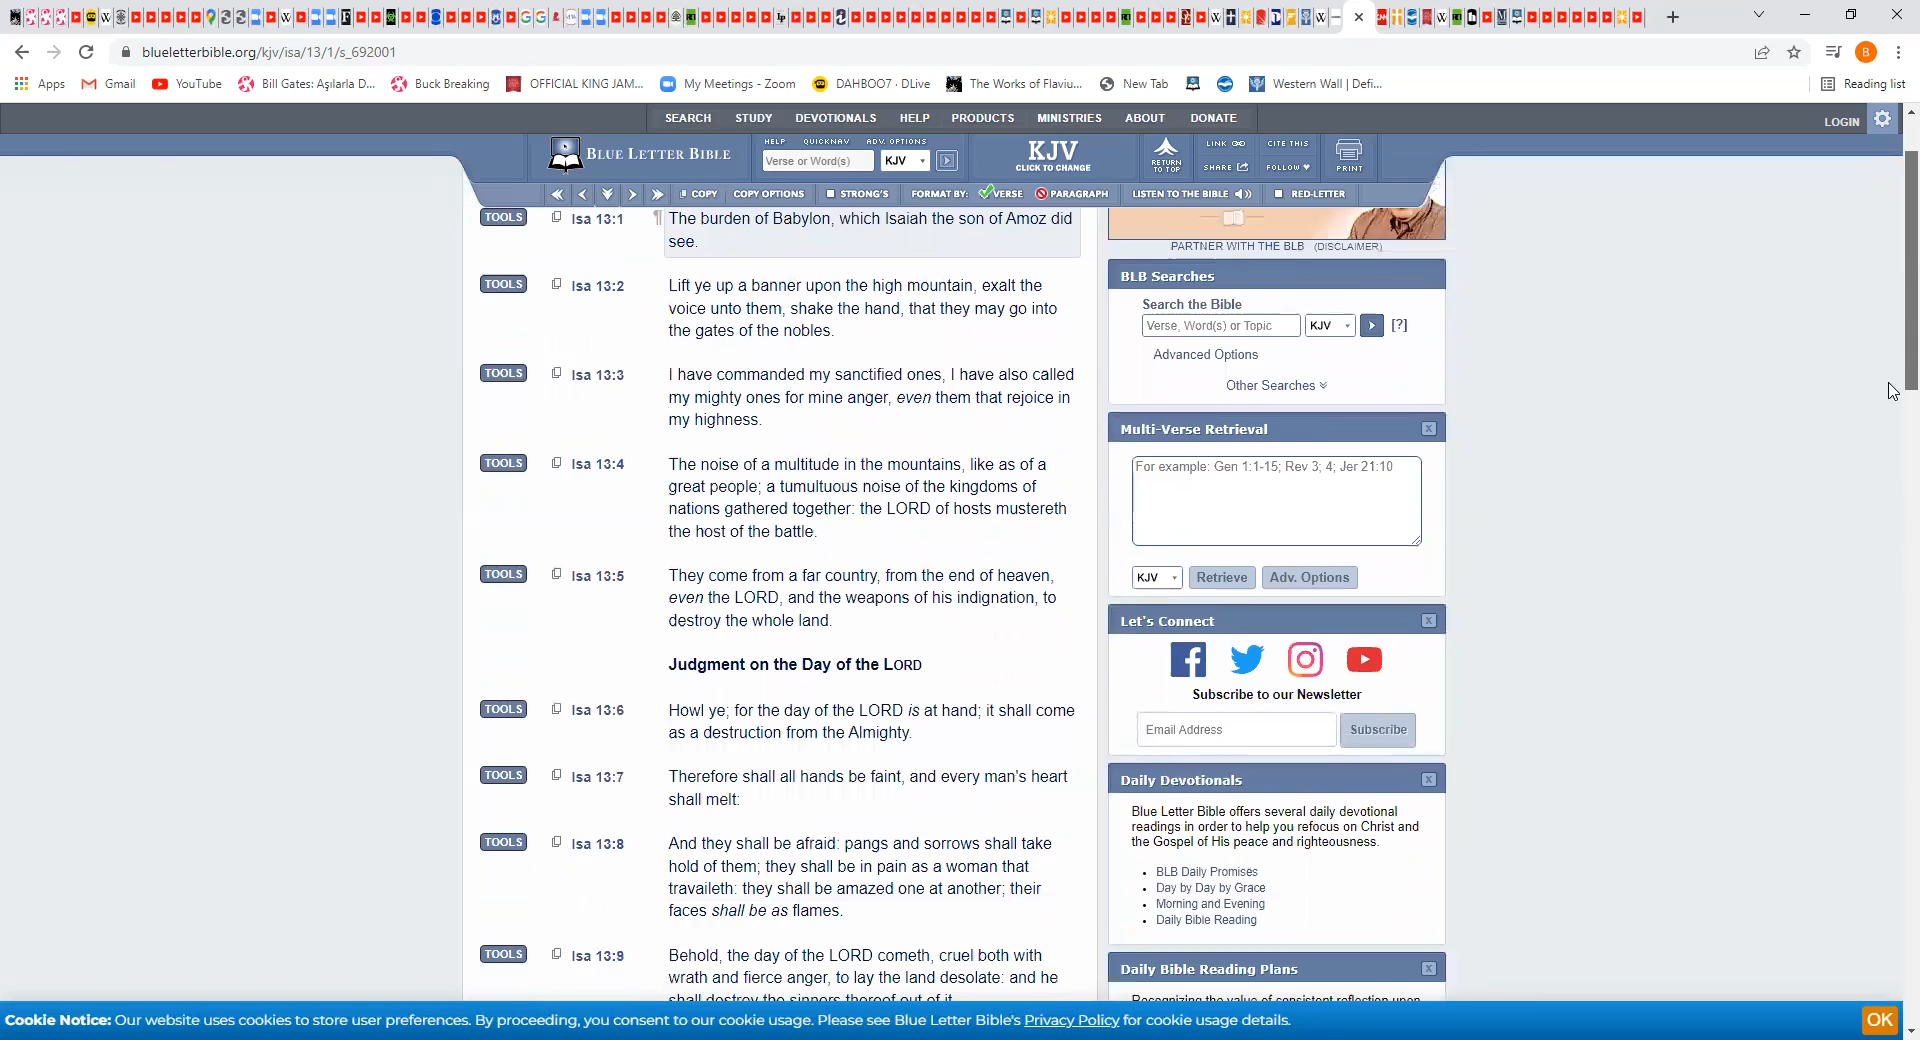 blueletterbible.org/kjv/isa/13/1/s_692001
B
Apps
Gmail
YouTube
Bill Gates: Aşılarla D...
Buck Breaking
OFFICIAL KING JAM...
My Meetings - Zoom
DAHBOO7 · DLive
The Works of Flaviu...
New Tab
Western Wall | Defi...
Reading list
SEARCH STUDY DEVOTIONALS HELP PRODUCTS MINISTRIES ABOUT DONATE
LOGIN
BLUE LETTER BIBLE
HELP QUICKNAV ADV. OPTIONS
Verse or Word(s) KJV
KJV
CLICK TO CHANGE
RETURN
TO TOP
LINK
CITE THIS
SHARE
FOLLOW
PRINT
COPY COPY OPTIONS STRONG'S FORMAT BY: VERSE PARAGRAPH LISTEN TO THE BIBLE RED-LETTER
TOOLS Isa 13:1 ¶ The burden of Babylon, which Isaiah the son of Amoz did
see.
TOOLS Isa 13:2 Lift ye up a banner upon the high mountain, exalt the
voice unto them, shake the hand, that they may go into
the gates of the nobles.
TOOLS Isa 13:3 I have commanded my sanctified ones, I have also called
my mighty ones for mine anger, even them that rejoice in
my highness.
TOOLS Isa 13:4 The noise of a multitude in the mountains, like as of a
great people; a tumultuous noise of the kingdoms of
nations gathered together: the LORD of hosts mustereth
the host of the battle.
TOOLS Isa 13:5 They come from a far country, from the end of heaven,
even the LORD, and the weapons of his indignation, to
destroy the whole land.
Judgment on the Day of the LORD
TOOLS Isa 13:6 Howl ye; for the day of the LORD is at hand; it shall come
as a destruction from the Almighty.
TOOLS Isa 13:7 Therefore shall all hands be faint, and every man's heart
shall melt:
TOOLS Isa 13:8 And they shall be afraid: pangs and sorrows shall take
hold of them; they shall be in pain as a woman that
travaileth: they shall be amazed one at another; their
faces shall be as flames.
TOOLS Isa 13:9 Behold, the day of the LORD cometh, cruel both with
wrath and fierce anger, to lay the land desolate: and he
shall destroy the sinners thereof out of it.
PARTNER WITH THE BLB (DISCLAIMER)
BLB Searches
Search the Bible
Verse, Word(s) or Topic KJV [?]
Advanced Options
Other Searches
Multi-Verse Retrieval x
For example: Gen 1:1-15; Rev 3; 4; Jer 21:10
KJV Retrieve Adv. Options
Let's Connect x
Subscribe to our Newsletter
Email Address Subscribe
Daily Devotionals x
Blue Letter Bible offers several daily devotional
readings in order to help you refocus on Christ and
the Gospel of His peace and righteousness.
BLB Daily Promises
Day by Day by Grace
Morning and Evening
Daily Bible Reading
Daily Bible Reading Plans x
Recognizing the value of consistent reflection upon
Cookie Notice: Our website uses cookies to store user preferences. By proceeding, you consent to our cookie usage. Please see Blue Letter Bible's Privacy Policy for cookie usage details.
OK